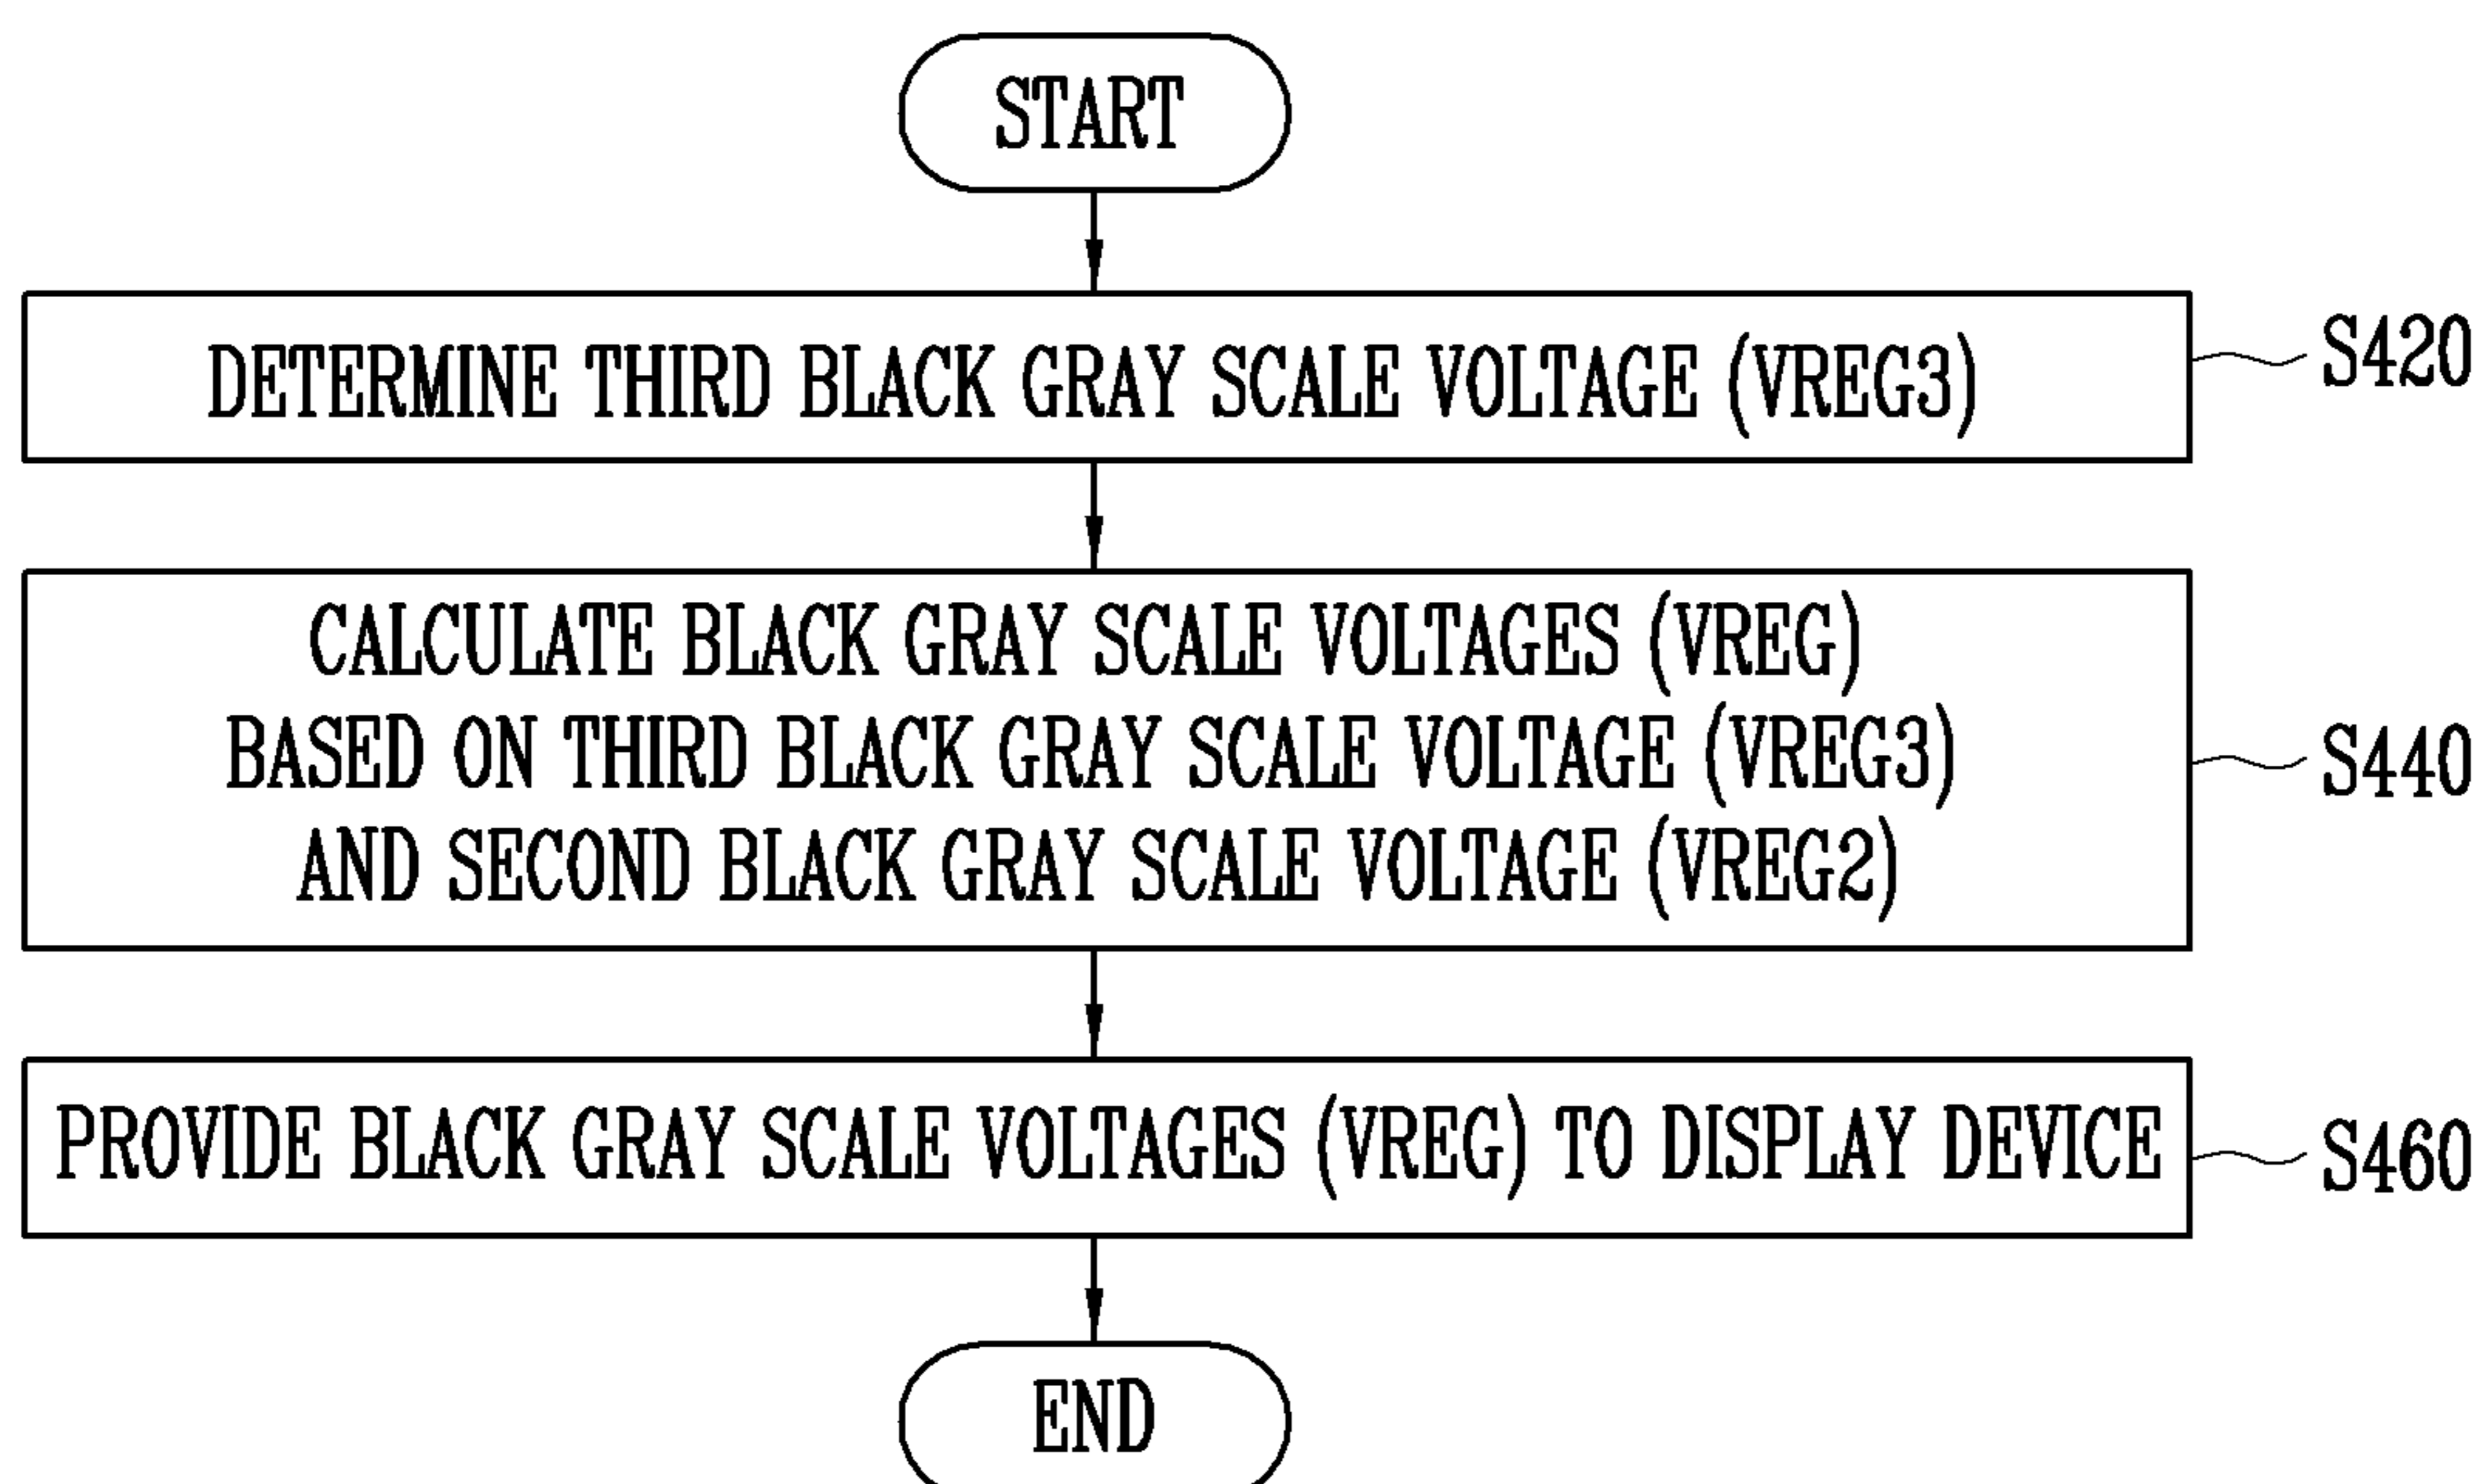 START
DETERMINE THIRD BLACK GRAY SCALE VOLTAGE (VREG3)
S420
CALCULATE BLACK GRAY SCALE VOLTAGES (VREG)
BASED ON THIRD BLACK GRAY SCALE VOLTAGE (VREG3)
AND SECOND BLACK GRAY SCALE VOLTAGE (VREG2)
S440
PROVIDE BLACK GRAY SCALE VOLTAGES (VREG) TO DISPLAY DEVICE
S460
END